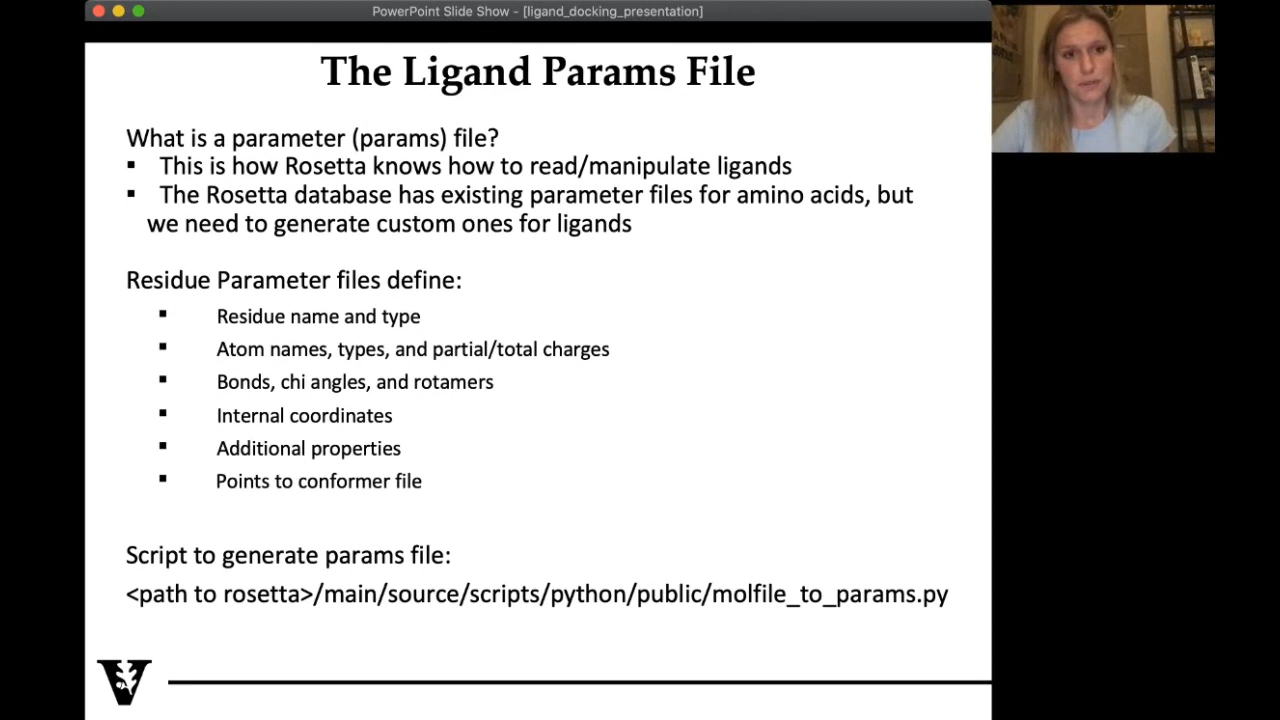 PowerPoint Slide Show - [ligand_docking_presentation]
The Ligand Params File
What is a parameter (params) file?
▪ This is how Rosetta knows how to read/manipulate ligands
▪ The Rosetta database has existing parameter files for amino acids, but
we need to generate custom ones for ligands
Residue Parameter files define:
▪ Residue name and type
▪ Atom names, types, and partial/total charges
▪ Bonds, chi angles, and rotamers
▪ Internal coordinates
▪ Additional properties
▪ Points to conformer file
Script to generate params file:
<path to rosetta>/main/source/scripts/python/public/molfile_to_params.py
V